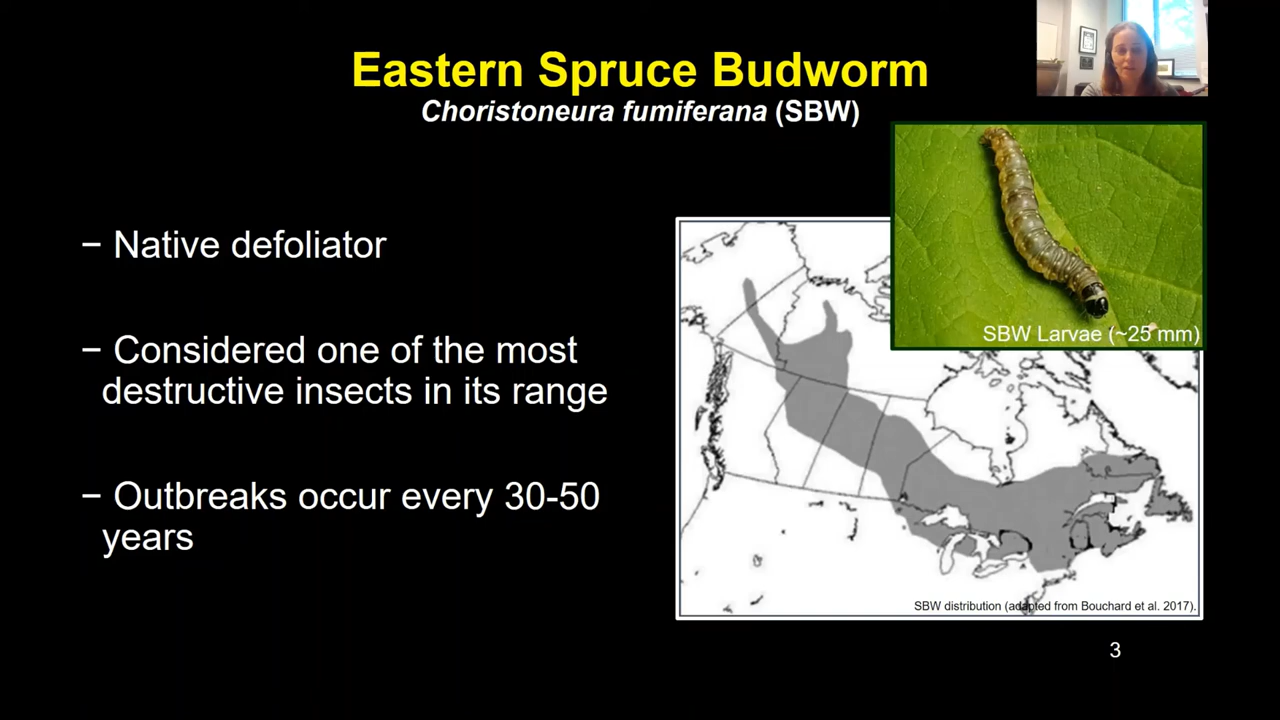 Eastern Spruce Budworm
Choristoneura fumiferana (SBW)
− Native defoliator
− Considered one of the most
destructive insects in its range
− Outbreaks occur every 30-50
years
SBW Larvae (~25 mm)
SBW distribution (adapted from Bouchard et al. 2017).
3